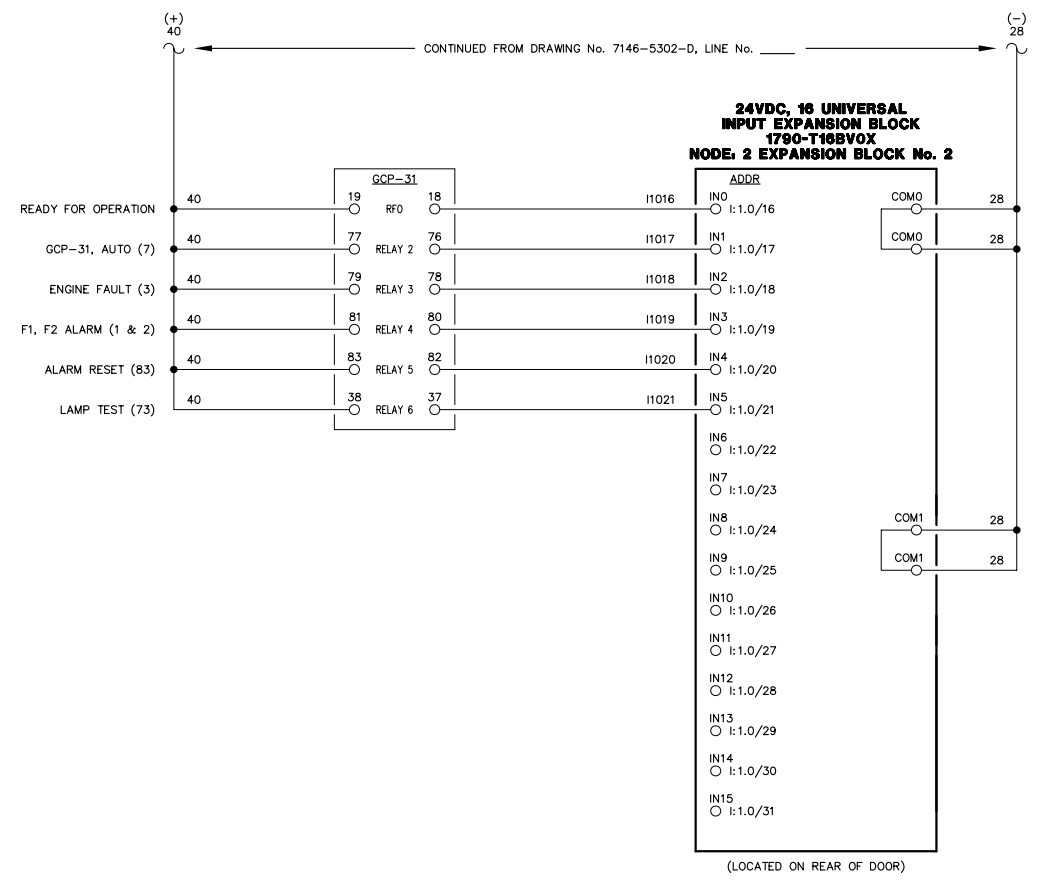 (+)
40
(−)
28
CONTINUED FROM DRAWING No. 7146−5302−D, LINE No. ____
24VDC, 16 UNIVERSAL
INPUT EXPANSION BLOCK
1790-T16BV0X
NODE: 2 EXPANSION BLOCK No. 2
GCP−31
ADDR
READY FOR OPERATION 40 19 RFO 18 I1016 IN0 I:1.0/16 COM0 28
GCP−31, AUTO (7) 40 77 RELAY 2 76 I1017 IN1 I:1.0/17 COM0 28
ENGINE FAULT (3) 40 79 RELAY 3 78 I1018 IN2 I:1.0/18
F1, F2 ALARM (1 & 2) 40 81 RELAY 4 80 I1019 IN3 I:1.0/19
ALARM RESET (83) 40 83 RELAY 5 82 I1020 IN4 I:1.0/20
LAMP TEST (73) 40 38 RELAY 6 37 I1021 IN5 I:1.0/21
IN6
I:1.0/22
IN7
I:1.0/23
IN8 COM1 28
I:1.0/24
IN9 COM1 28
I:1.0/25
IN10
I:1.0/26
IN11
I:1.0/27
IN12
I:1.0/28
IN13
I:1.0/29
IN14
I:1.0/30
IN15
I:1.0/31
(LOCATED ON REAR OF DOOR)